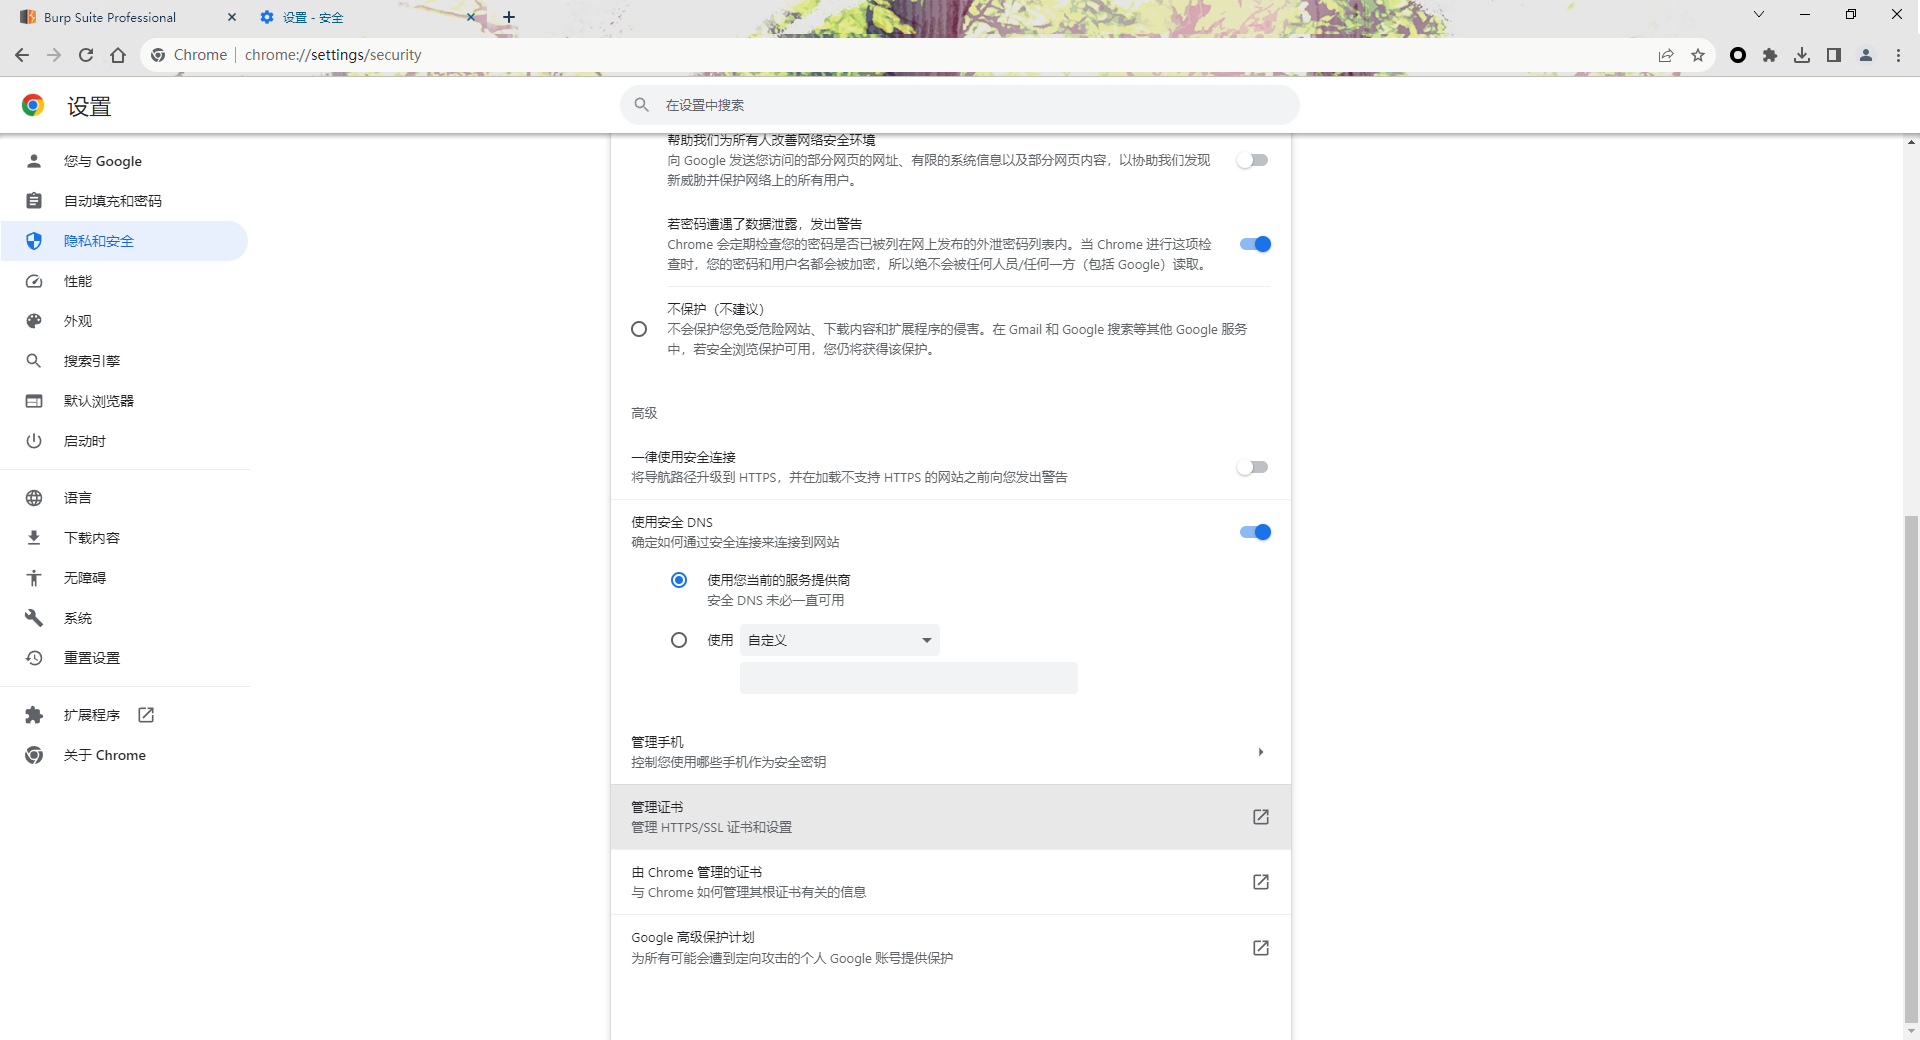 Burp Suite Professional
设置 - 安全
Chrome
chrome://settings/security
设置
在设置中搜索
您与 Google
自动填充和密码
隐私和安全
性能
外观
搜索引擎
默认浏览器
启动时
语言
下载内容
无障碍
系统
重置设置
扩展程序
关于 Chrome
帮助我们为所有人改善网络安全环境
向 Google 发送您访问的部分网页的网址、有限的系统信息以及部分网页内容，以协助我们发现
新威胁并保护网络上的所有用户。
若密码遭遇了数据泄露，发出警告
Chrome 会定期检查您的密码是否已被列在网上发布的外泄密码列表内。当 Chrome 进行这项检
查时，您的密码和用户名都会被加密，所以绝不会被任何人员/任何一方（包括 Google）读取。
不保护（不建议）
不会保护您免受危险网站、下载内容和扩展程序的侵害。在 Gmail 和 Google 搜索等其他 Google 服务
中，若安全浏览保护可用，您仍将获得该保护。
高级
一律使用安全连接
将导航路径升级到 HTTPS，并在加载不支持 HTTPS 的网站之前向您发出警告
使用安全 DNS
确定如何通过安全连接来连接到网站
使用您当前的服务提供商
安全 DNS 未必一直可用
使用 自定义
管理手机
控制您使用哪些手机作为安全密钥
管理证书
管理 HTTPS/SSL 证书和设置
由 Chrome 管理的证书
与 Chrome 如何管理其根证书有关的信息
Google 高级保护计划
为所有可能会遭到定向攻击的个人 Google 账号提供保护